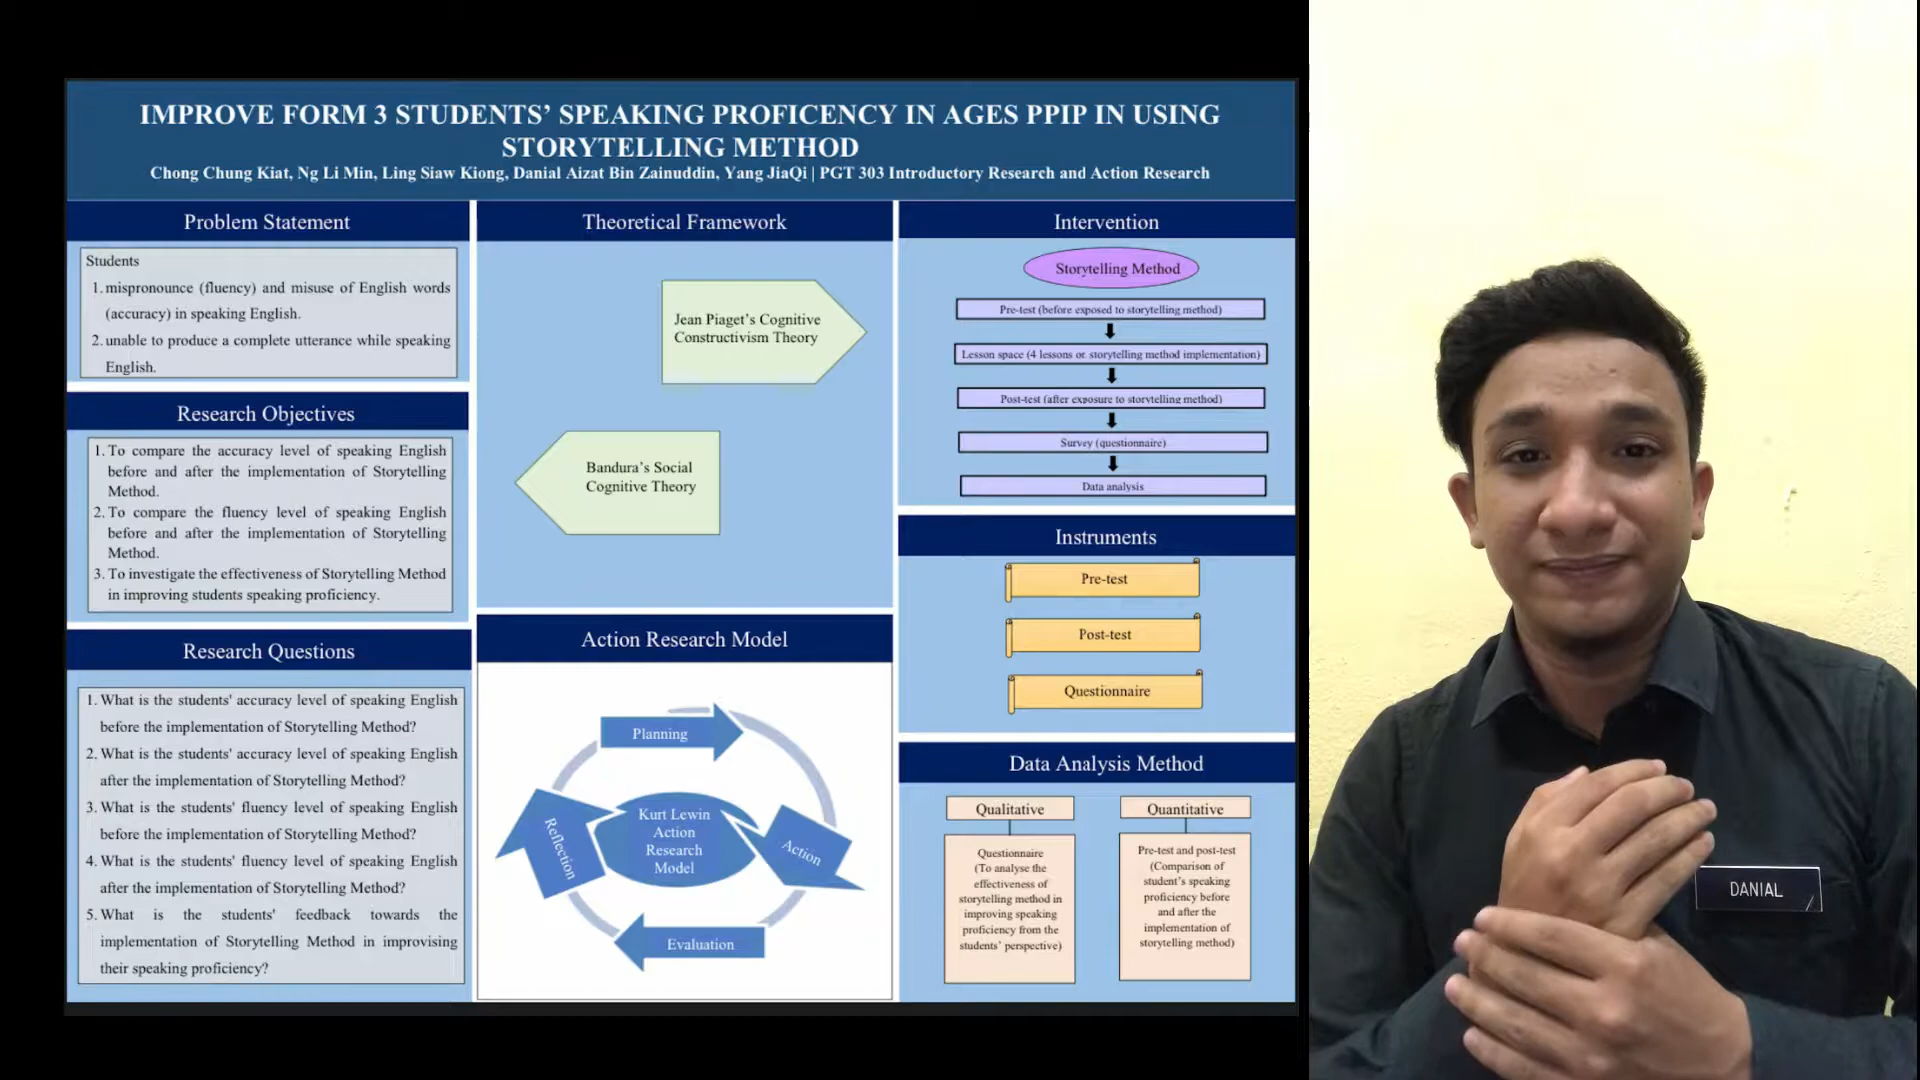 IMPROVE FORM 3 STUDENTS’ SPEAKING PROFICENCY IN AGES PPIP IN USING
STORYTELLING METHOD
Chong Chung Kiat, Ng Li Min, Ling Siaw Kiong, Danial Aizat Bin Zainuddin, Yang JiaQi | PGT 303 Introductory Research and Action Research
Problem Statement
Students
1. mispronounce (fluency) and misuse of English words
(accuracy) in speaking English.
2. unable to produce a complete utterance while speaking
English.
Research Objectives
1. To compare the accuracy level of speaking English
before and after the implementation of Storytelling
Method.
2. To compare the fluency level of speaking English
before and after the implementation of Storytelling
Method.
3. To investigate the effectiveness of Storytelling Method
in improving students speaking proficiency.
Research Questions
1. What is the students' accuracy level of speaking English
before the implementation of Storytelling Method?
2. What is the students' accuracy level of speaking English
after the implementation of Storytelling Method?
3. What is the students' fluency level of speaking English
before the implementation of Storytelling Method?
4. What is the students' fluency level of speaking English
after the implementation of Storytelling Method?
5. What is the students' feedback towards the
implementation of Storytelling Method in improvising
their speaking proficiency?
Theoretical Framework
Jean Piaget’s Cognitive
Constructivism Theory
Bandura’s Social
Cognitive Theory
Action Research Model
Planning
Action
Evaluation
Reflection
Kurt Lewin
Action
Research
Model
Intervention
Storytelling Method
Pre-test (before exposed to storytelling method)
Lesson space (4 lessons on storytelling method implementation)
Post-test (after exposure to storytelling method)
Survey (questionnaire)
Data analysis
Instruments
Pre-test
Post-test
Questionnaire
Data Analysis Method
Qualitative
Questionnaire
(To analyse the
effectiveness of
storytelling method in
improving speaking
proficiency from the
students’ perspective)
Quantitative
Pre-test and post-test
(Comparison of
student’s speaking
proficiency before
and after the
implementation of
storytelling method)
DANIAL